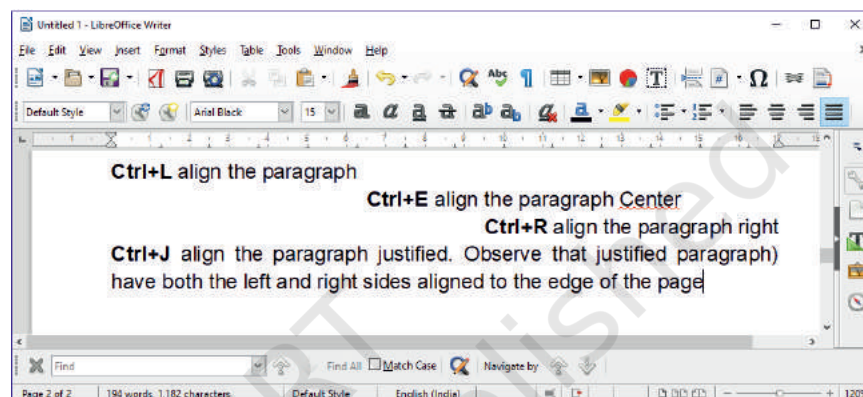 Untitled 1 - LibreOffice Writer
File Edit View Insert Format Styles Table Tools Window Help
Default Style Arial Black 15
Ctrl+L align the paragraph
Ctrl+E align the paragraph Center
Ctrl+R align the paragraph right
Ctrl+J align the paragraph justified. Observe that justified paragraph)
have both the left and right sides aligned to the edge of the page
Find Find All Match Case Navigate by
Page 2 of 2 194 words, 1,182 characters Default Style English (India) 120%